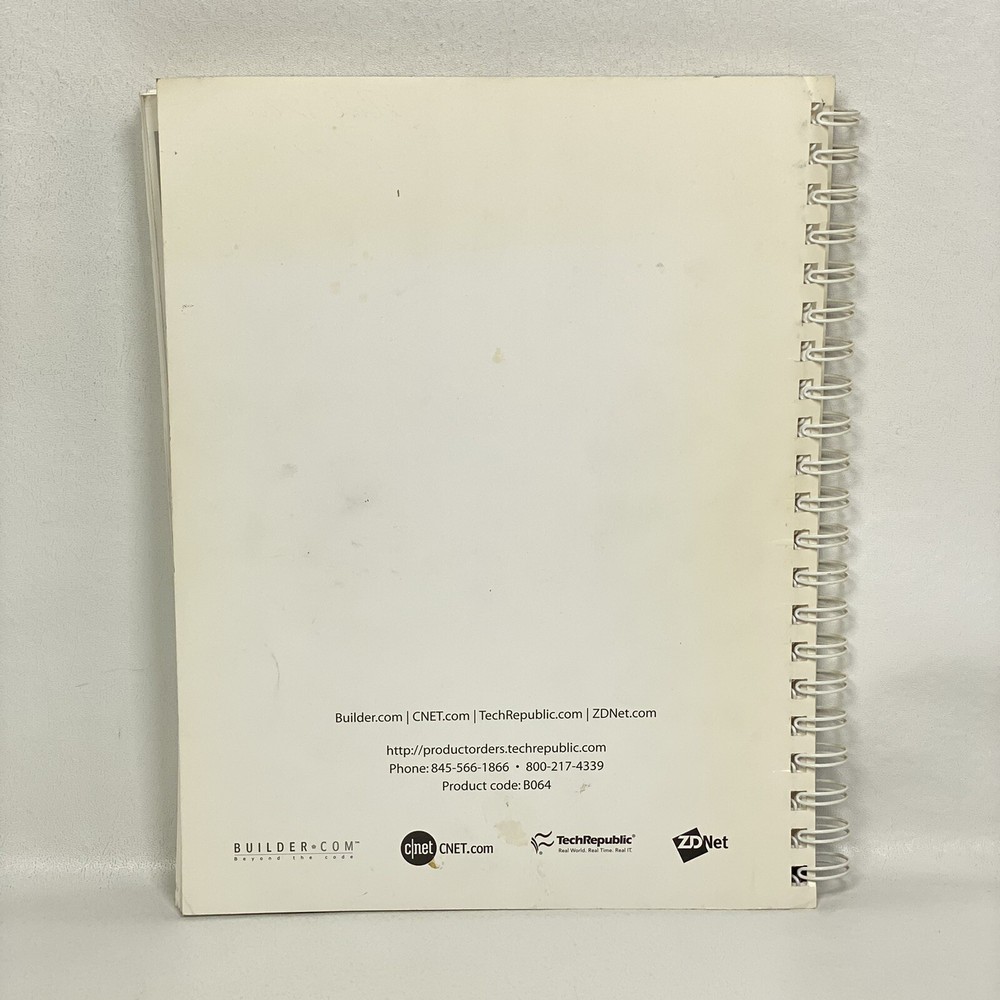 Builder.com | CNET.com | TechRepublic.com | ZDNet.com
http://productorders.techrepublic.com
Phone: 845-566-1866 • 800-217-4339
Product code: B064
BUILDER•COM™
Beyond the code
c|net CNET.com
TechRepublic®
Real World. Real Time. Real IT.
ZDNet